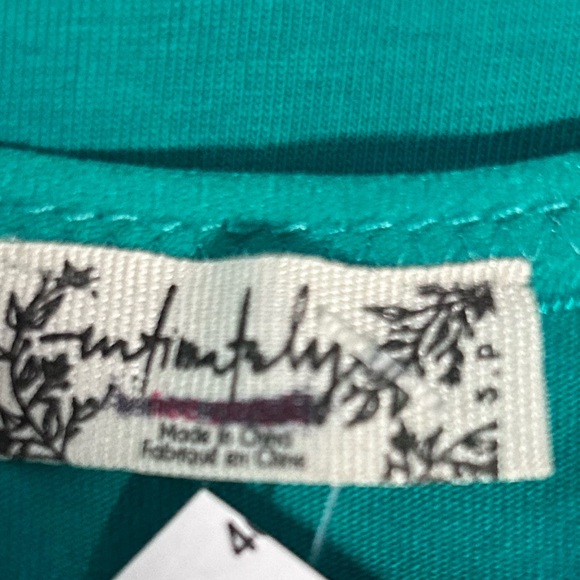 intimately
Made in China
Fabriqué en Chine
S.P
4